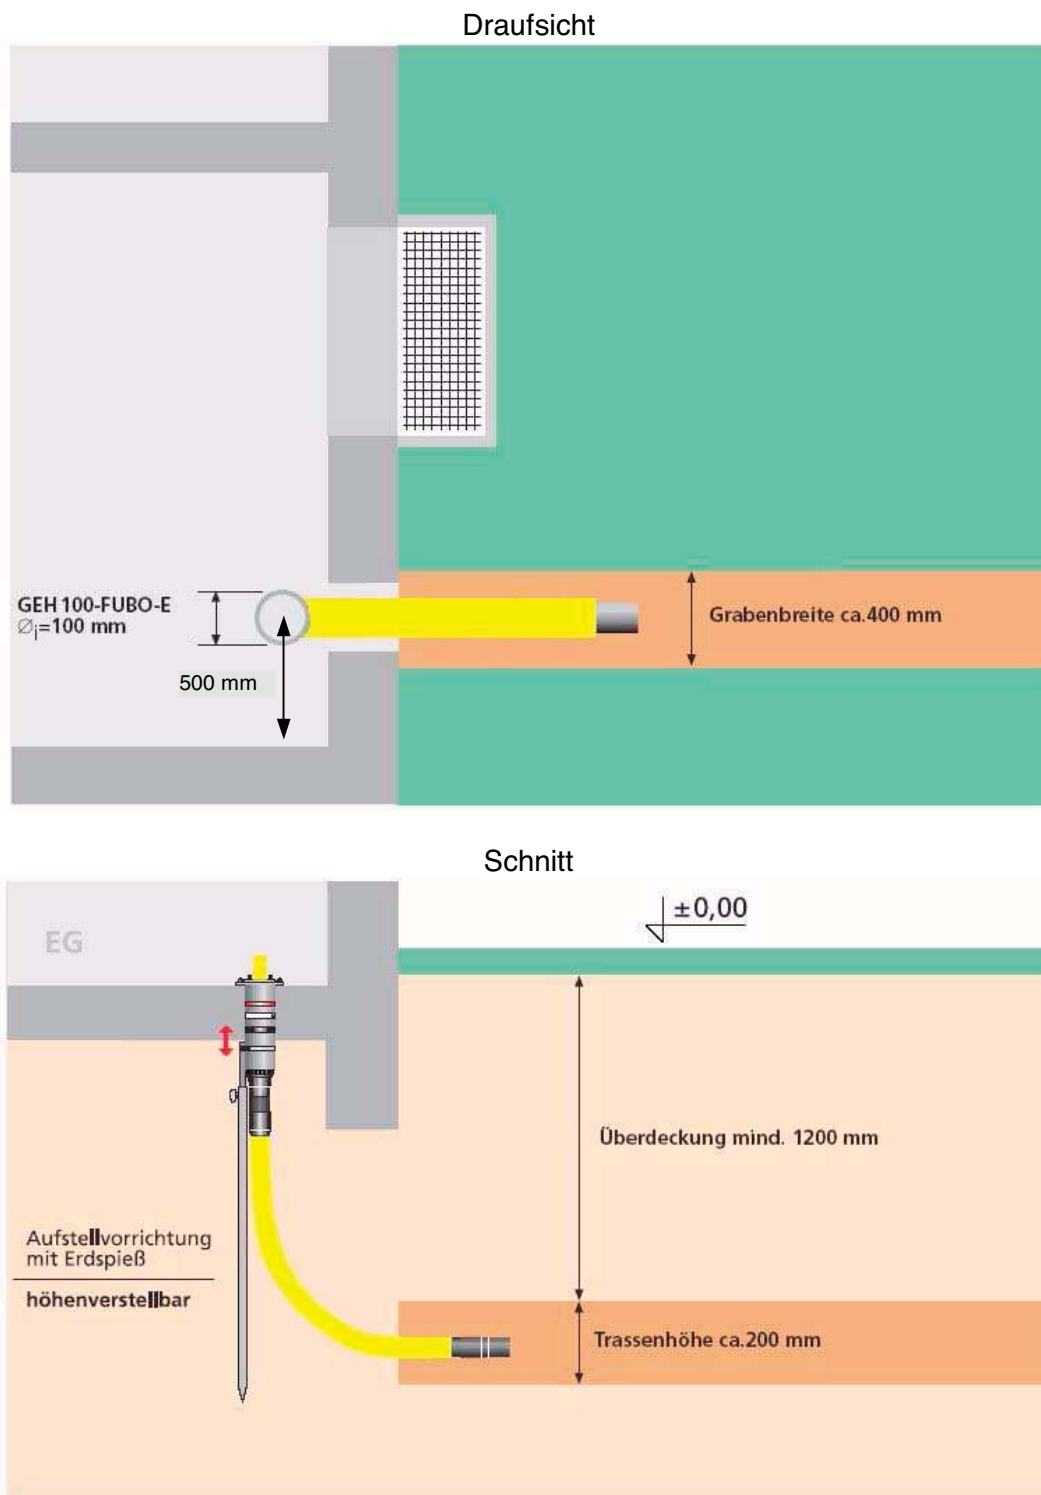 Draufsicht
GEH 100-FUBO-E
∅i=100 mm
500 mm
Grabenbreite ca.400 mm
Schnitt
EG
±0,00
Überdeckung mind. 1200 mm
Aufstellvorrichtung
mit Erdspieß
höhenverstellbar
Trassenhöhe ca.200 mm